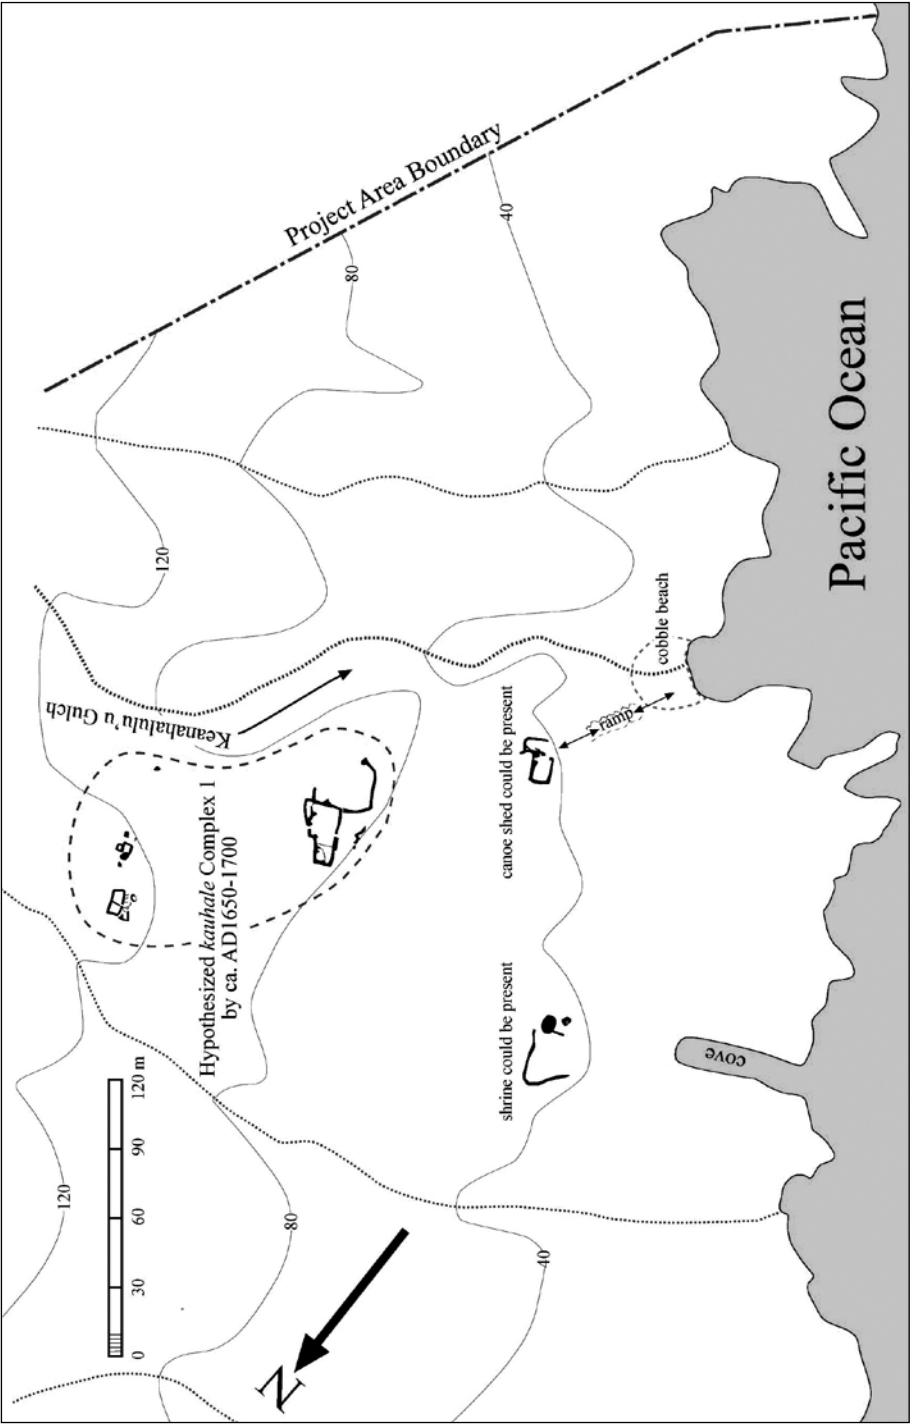 Project Area Boundary
40
80
120
Pacific Ocean
cobble beach
ramp
Keanahalulu'u Gulch
canoe shed could be present
Hypothesized kauhale Complex 1
by ca. AD1650-1700
shrine could be present
cove
0 30 60 90 120 m
120
80
40
N